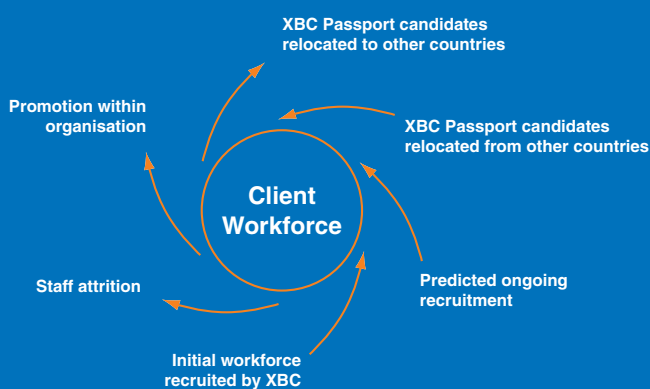 XBC Passport candidates
relocated to other countries
Promotion within
organisation
XBC Passport candidates
relocated from other countries
Client
Workforce
Staff attrition
Predicted ongoing
recruitment
Initial workforce
recruited by XBC